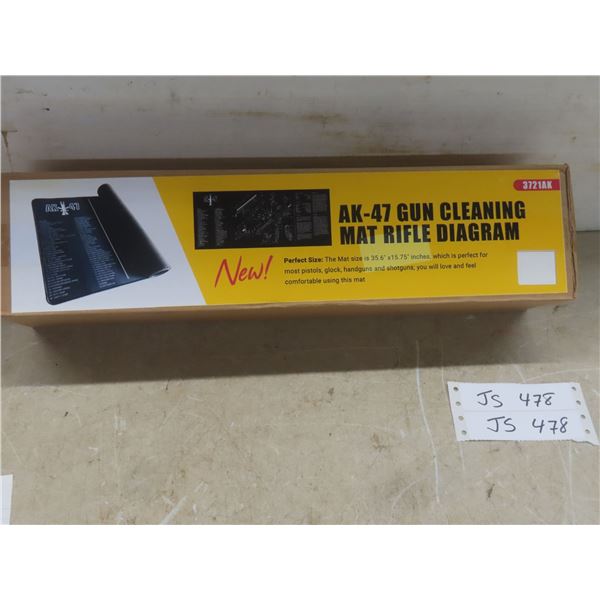 3721AK
AK-47
AK-47 GUN CLEANING
MAT RIFLE DIAGRAM
New!
Perfect Size: The Mat size is 35.6" x15.75" inches, which is perfect for
most pistols, glock, handguns and shotguns; you will love and feel
comfortable using this mat
JS 478
JS 478